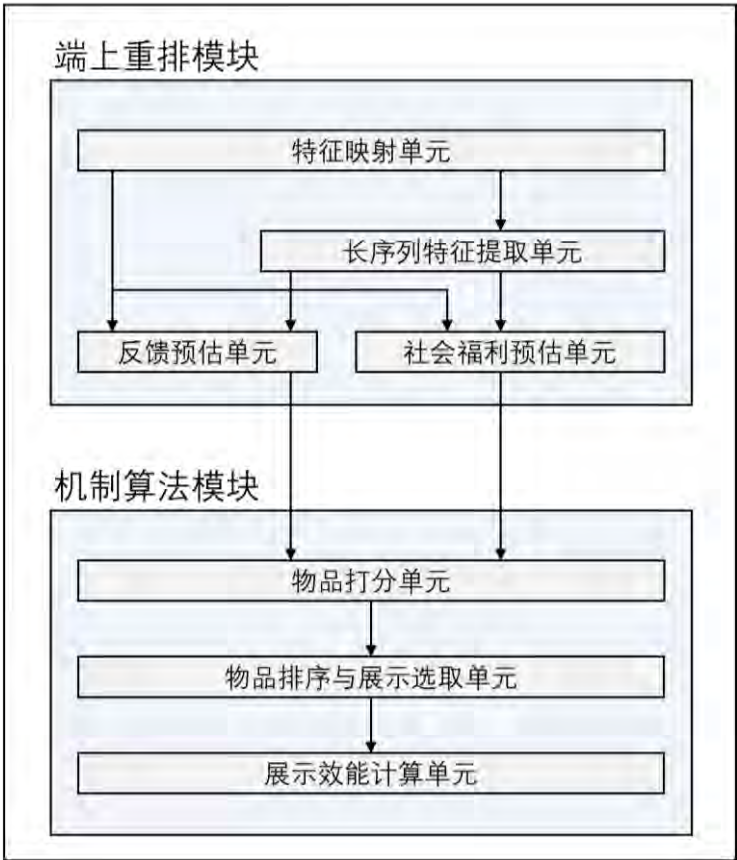 端上重排模块
特征映射单元
长序列特征提取单元
反馈预估单元
社会福利预估单元
机制算法模块
物品打分单元
物品排序与展示选取单元
展示效能计算单元